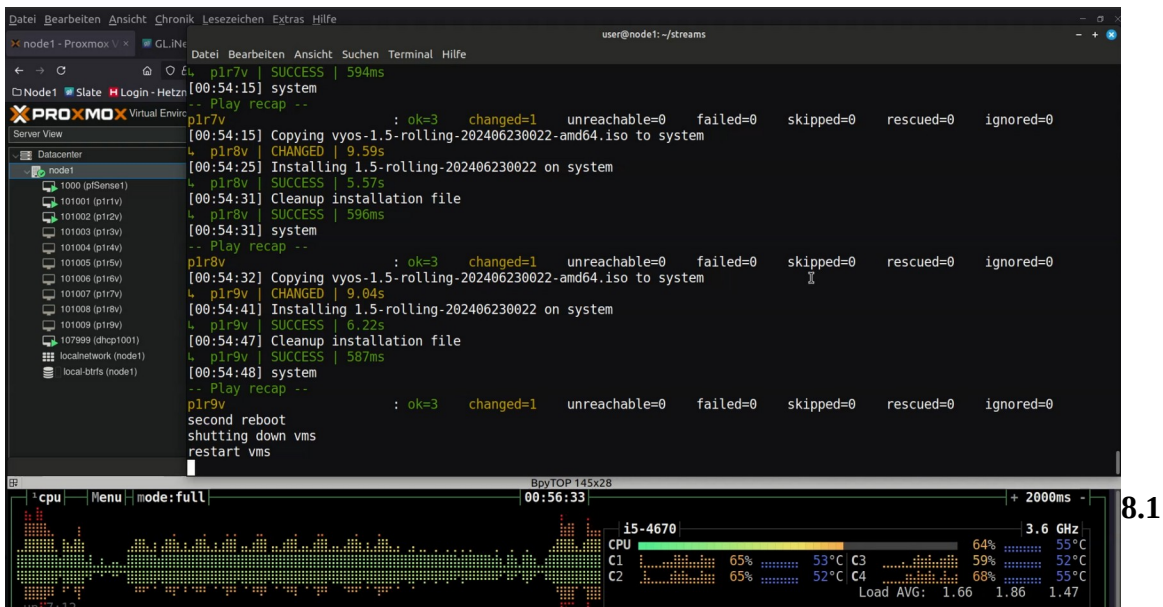 Datei Bearbeiten Ansicht Chronik Lesezeichen Extras Hilfe
user@node1: ~/streams
node1 - Proxmox V
GL.iNe
Datei Bearbeiten Ansicht Suchen Terminal Hilfe
Node1 Slate Login - Hetzn
PROXMOX Virtual Enviro
Server View
Datacenter
node1
1000 (pfSense1)
101001 (p1r1v)
101002 (p1r2v)
101003 (p1r3v)
101004 (p1r4v)
101005 (p1r5v)
101006 (p1r6v)
101007 (p1r7v)
101008 (p1r8v)
101009 (p1r9v)
107999 (dhcp1001)
localnetwork (node1)
local-btrfs (node1)
↳ p1r7v | SUCCESS | 594ms
[00:54:15] system
-- Play recap --
p1r7v : ok=3 changed=1 unreachable=0 failed=0 skipped=0 rescued=0 ignored=0
[00:54:15] Copying vyos-1.5-rolling-202406230022-amd64.iso to system
↳ p1r8v | CHANGED | 9.59s
[00:54:25] Installing 1.5-rolling-202406230022 on system
↳ p1r8v | SUCCESS | 5.57s
[00:54:31] Cleanup installation file
↳ p1r8v | SUCCESS | 596ms
[00:54:31] system
-- Play recap --
p1r8v : ok=3 changed=1 unreachable=0 failed=0 skipped=0 rescued=0 ignored=0
[00:54:32] Copying vyos-1.5-rolling-202406230022-amd64.iso to system
↳ p1r9v | CHANGED | 9.04s
[00:54:41] Installing 1.5-rolling-202406230022 on system
↳ p1r9v | SUCCESS | 6.22s
[00:54:47] Cleanup installation file
↳ p1r9v | SUCCESS | 587ms
[00:54:48] system
-- Play recap --
p1r9v : ok=3 changed=1 unreachable=0 failed=0 skipped=0 rescued=0 ignored=0
second reboot
shutting down vms
restart vms
BpyTOP 145x28
¹cpu Menu mode:full 00:56:33 + 2000ms -
8.1
i5-4670 3.6 GHz
CPU 64% 55°C
C1 65% 53°C C3 59% 52°C
C2 65% 52°C C4 68% 55°C
Load AVG: 1.66 1.86 1.47